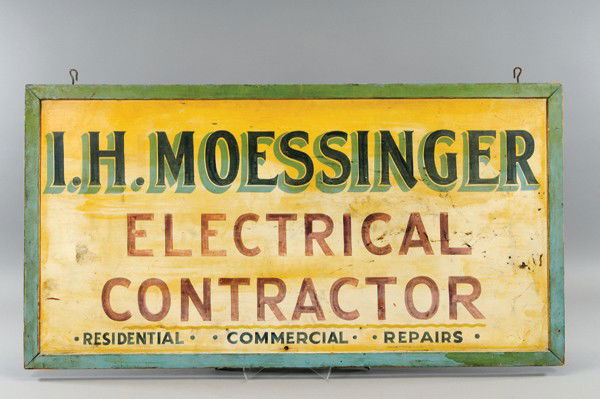 I.H. MOESSINGER
ELECTRICAL
CONTRACTOR
• RESIDENTIAL • • COMMERCIAL • • REPAIRS •